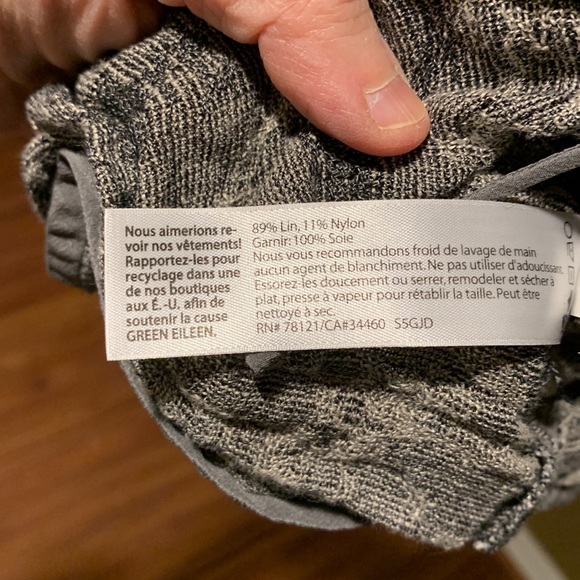 Nous aimerions re-
voir nos vêtements!
Rapportez-les pour
recyclage dans une
de nos boutiques
aux É.-U. afin de
soutenir la cause
GREEN EILEEN.
89% Lin, 11% Nylon
Garnir: 100% Soie
Nous vous recommandons froid de lavage de main
aucun agent de blanchiment. Ne pas utiliser d'adoucissant.
Essorez-les doucement ou serrer, remodeler et sécher à
plat, presse à vapeur pour rétablir la taille. Peut être
nettoyé à sec.
RN# 78121/CA#34460 S5GJD